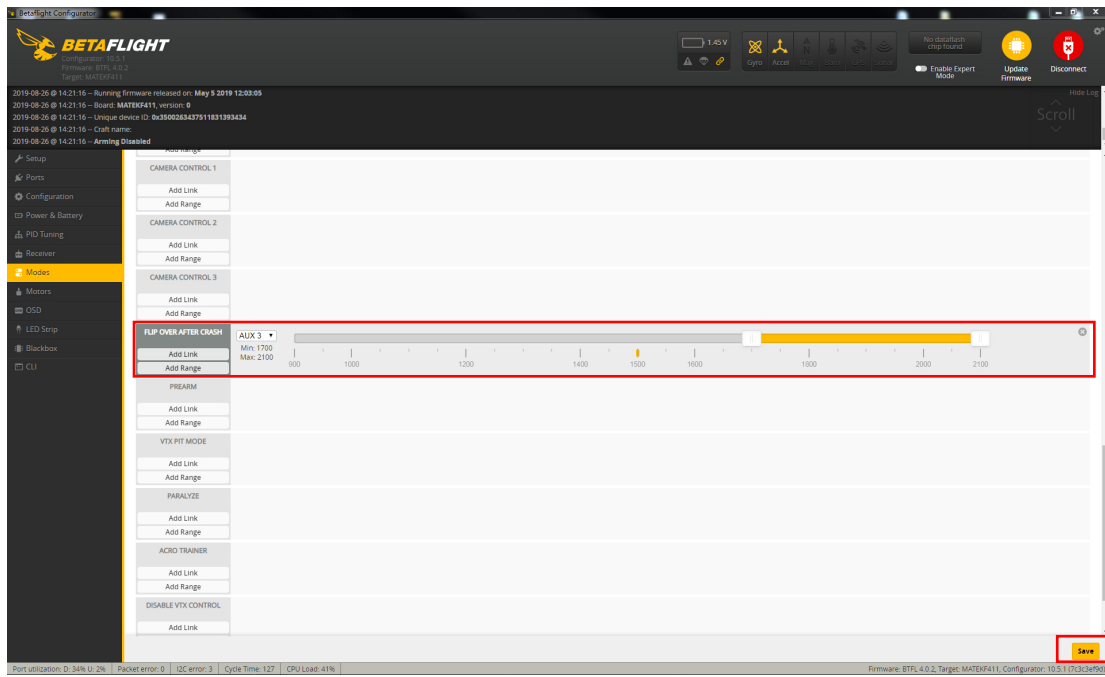 Betaflight Configurator
BETAFLIGHT
Configurator: 10.5.1
Firmware: BTFL 4.0.2
Target: MATEKF411
1.45 V
Gyro Accel
No dataflash
chip found
Enable Expert
Mode
Update
Firmware
Disconnect
Hide Log
Scroll
2019-08-26 @ 14:21:16 -- Running firmware released on: May 5 2019 12:03:05
2019-08-26 @ 14:21:16 -- Board: MATEKF411, version: 0
2019-08-26 @ 14:21:16 -- Unique device ID: 0x3500263437511831393434
2019-08-26 @ 14:21:16 -- Craft name:
2019-08-26 @ 14:21:16 -- Arming Disabled
Setup
Ports
Configuration
Power & Battery
PID Tuning
Receiver
Modes
Motors
OSD
LED Strip
Blackbox
CLI
Add Range
CAMERA CONTROL 1
Add Link
Add Range
CAMERA CONTROL 2
Add Link
Add Range
CAMERA CONTROL 3
Add Link
Add Range
FLIP OVER AFTER CRASH
Add Link
Add Range
AUX 3
Min: 1700
Max: 2100
900 1000 1200 1400 1500 1600 1800 2000 2100
PREARM
Add Link
Add Range
VTX PIT MODE
Add Link
Add Range
PARALYZE
Add Link
Add Range
ACRO TRAINER
Add Link
Add Range
DISABLE VTX CONTROL
Add Link
Save
Port utilization: D: 34% U: 2% Packet error: 0 I2C error: 3 Cycle Time: 127 CPU Load: 41%
Firmware: BTFL 4.0.2, Target: MATEKF411, Configurator: 10.5.1 (7c3c3ef9d)